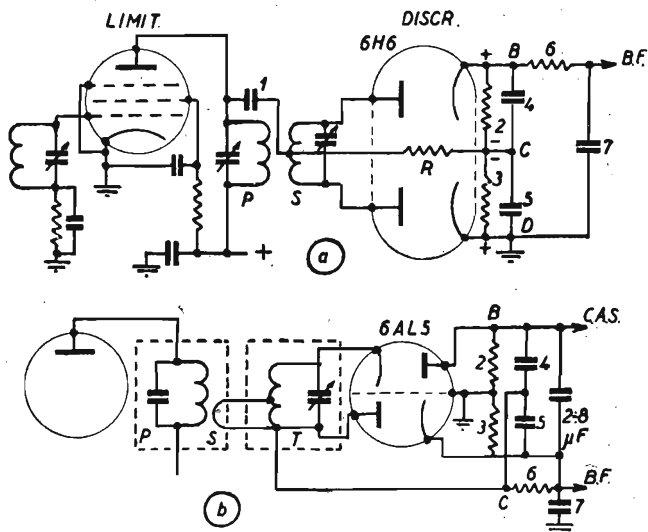 LIMIT.
DISCR.
6H6
1
P
S
R
+
B
6
B.F.
4
2
C
7
3
5
D
+
+
a
6AL5
C.A.S.
B
2
4
2:8
µF
P
S
T
3
5
C
6
B.F.
7
b